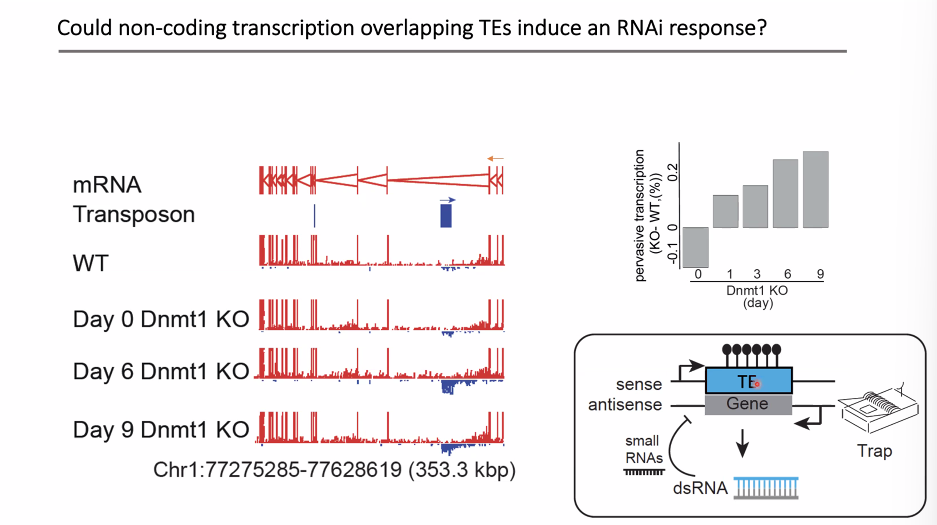 Could non-coding transcription overlapping TEs induce an RNAi response?
mRNA
Transposon
WT
Day 0 Dnmt1 KO
Day 6 Dnmt1 KO
Day 9 Dnmt1 KO
Chr1:77275285-77628619 (353.3 kbp)
pervasive transcription
(KO- WT,(%))
0.2
0
-0.1
0 1 3 6 9
Dnmt1 KO
(day)
sense
antisense
TE
Gene
small
RNAs
dsRNA
Trap